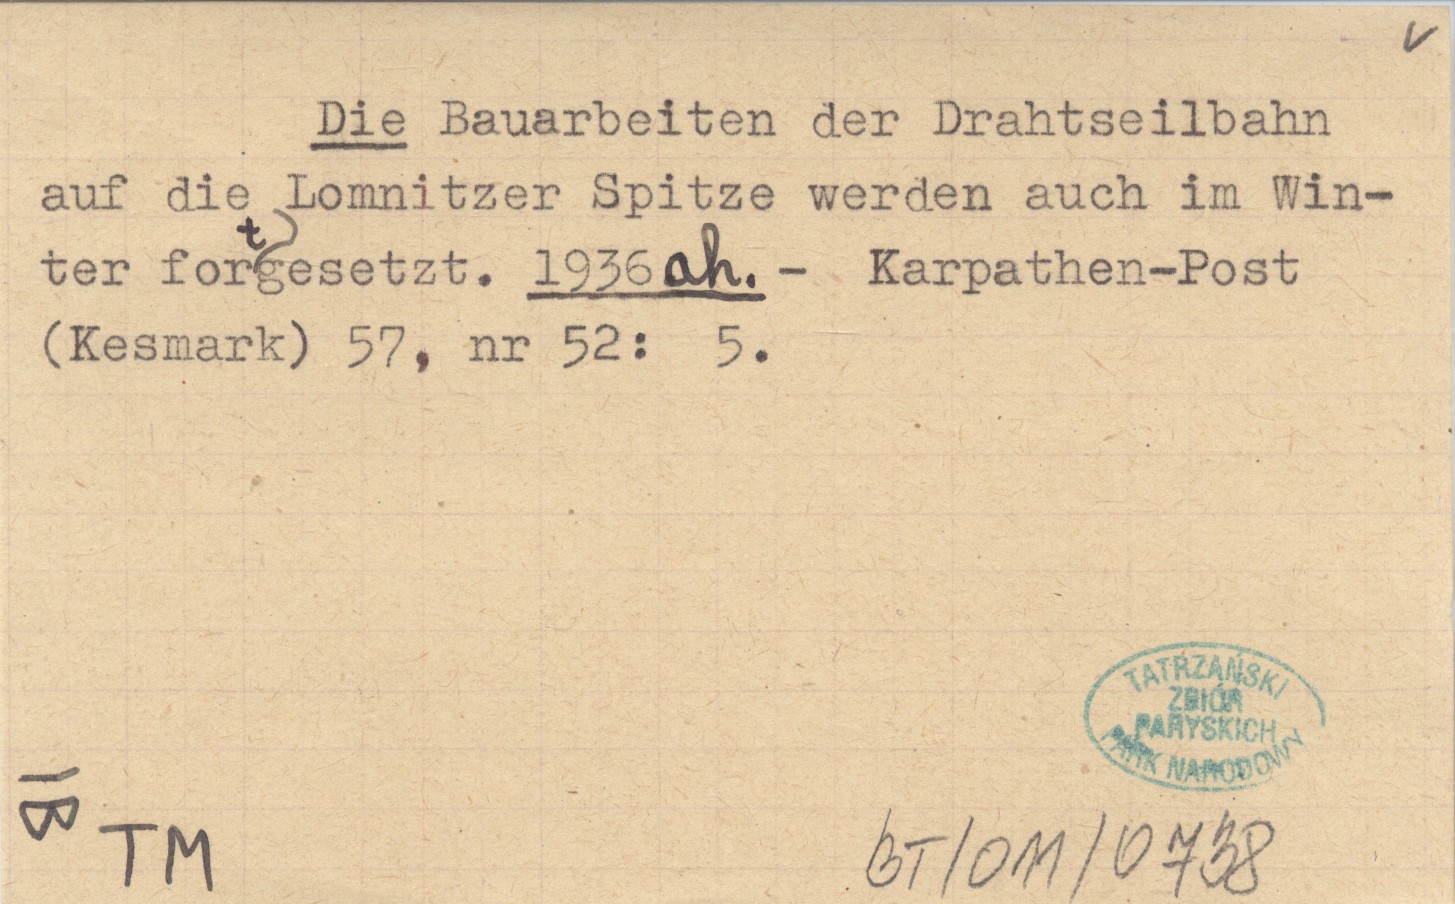 V
Die Bauarbeiten der Drahtseilbahn
auf die Lomnitzer Spitze werden auch im Win-
ter fortgesetzt. 1936 ah. - Karpathen-Post
(Kesmark) 57, nr 52: 5.
TATRZAŃSKI
ZBIÓR
PARYSKICH
PARK NARODOWY
TM
BT/OM/0738